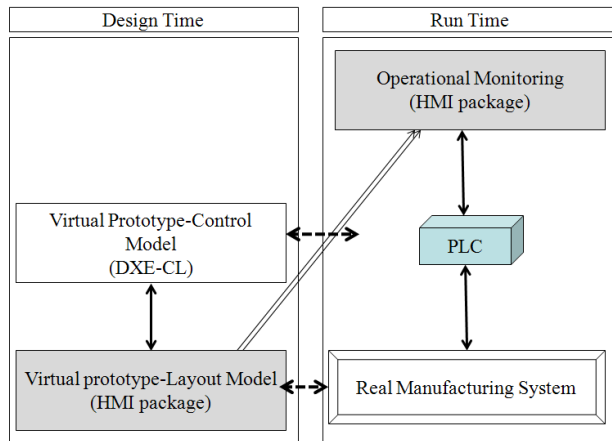 Design Time
Run Time
Operational Monitoring
(HMI package)
Virtual Prototype-Control
Model
(DXE-CL)
PLC
Virtual prototype-Layout Model
(HMI package)
Real Manufacturing System